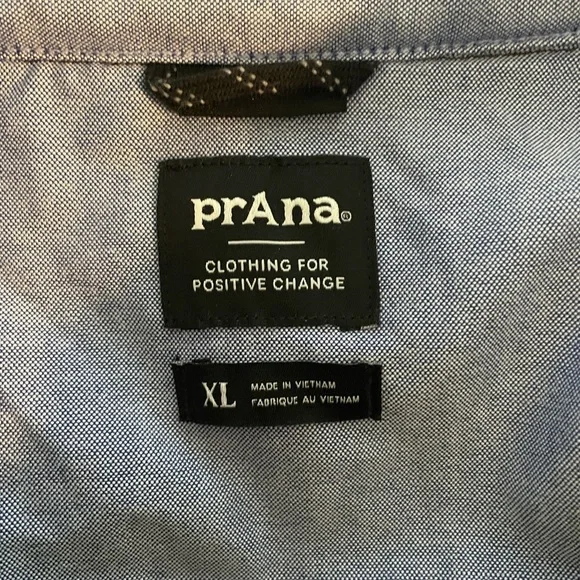 prAna®
CLOTHING FOR
POSITIVE CHANGE
XL
MADE IN VIETNAM
FABRIQUE AU VIETNAM